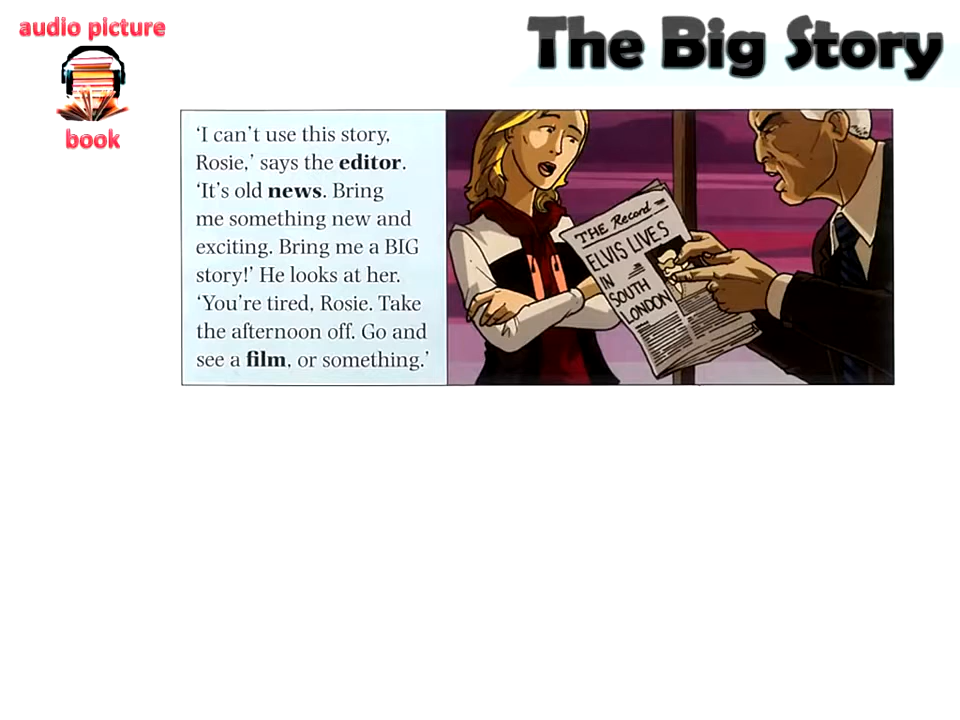 audio picture
book
The Big Story
‘I can’t use this story,
Rosie,’ says the editor.
‘It’s old news. Bring
me something new and
exciting. Bring me a BIG
story!’ He looks at her.
‘You’re tired, Rosie. Take
the afternoon off. Go and
see a film, or something.’
THE Record
ELVIS LIVES
IN
SOUTH
LONDON